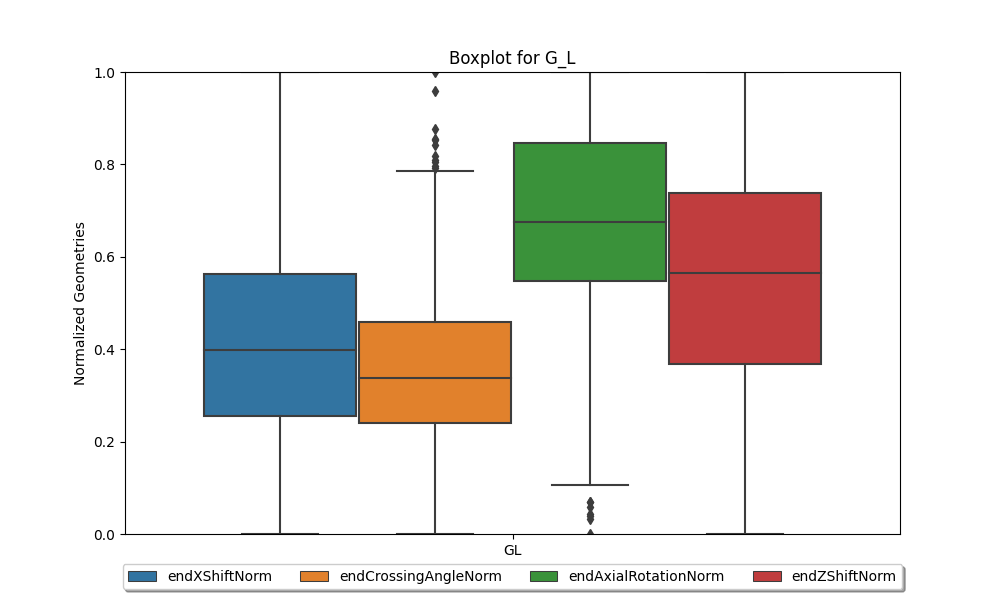 Boxplot for G_L
1.0
0.8
0.6
0.4
0.2
0.0
Normalized Geometries
GL
endXShiftNorm endCrossingAngleNorm endAxialRotationNorm endZShiftNorm